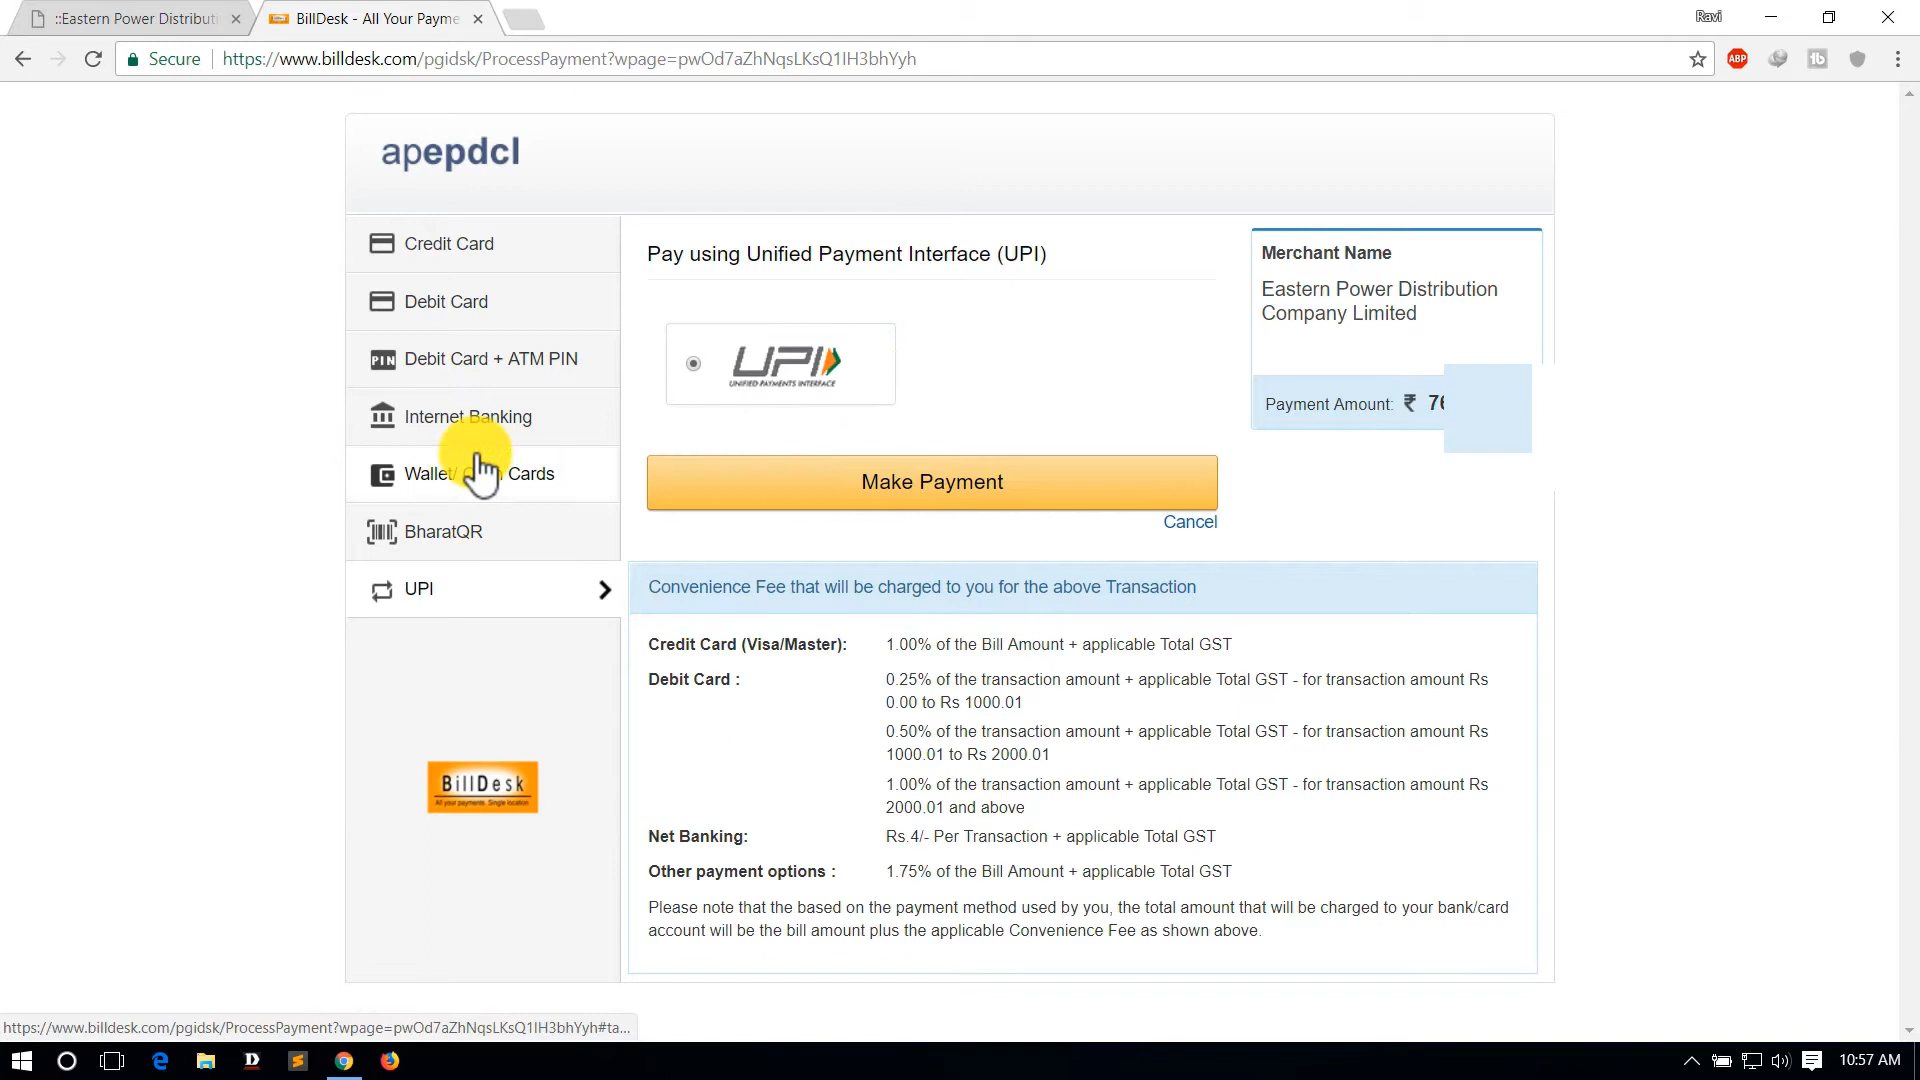 ::Eastern Power Distributi
BillDesk - All Your Payme
Ravi
Secure
https://www.billdesk.com/pgidsk/ProcessPayment?wpage=pwOd7aZhNqsLKsQ1IH3bhYyh
ABP
apepdcl
Credit Card
Debit Card
PIN Debit Card + ATM PIN
Internet Banking
Wallet/ Cards
BharatQR
UPI
BillDesk
All your payments. Single location
Pay using Unified Payment Interface (UPI)
UPI
UNIFIED PAYMENTS INTERFACE
Make Payment
Cancel
Merchant Name
Eastern Power Distribution
Company Limited
Payment Amount: ₹ 76
Convenience Fee that will be charged to you for the above Transaction
Credit Card (Visa/Master): 1.00% of the Bill Amount + applicable Total GST
Debit Card : 0.25% of the transaction amount + applicable Total GST - for transaction amount Rs
0.00 to Rs 1000.01
0.50% of the transaction amount + applicable Total GST - for transaction amount Rs
1000.01 to Rs 2000.01
1.00% of the transaction amount + applicable Total GST - for transaction amount Rs
2000.01 and above
Net Banking: Rs.4/- Per Transaction + applicable Total GST
Other payment options : 1.75% of the Bill Amount + applicable Total GST
Please note that the based on the payment method used by you, the total amount that will be charged to your bank/card
account will be the bill amount plus the applicable Convenience Fee as shown above.
https://www.billdesk.com/pgidsk/ProcessPayment?wpage=pwOd7aZhNqsLKsQ1IH3bhYyh#ta...
10:57 AM